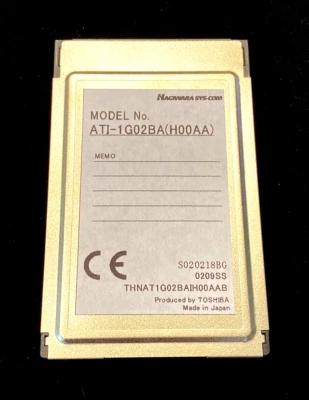 HAGIWARA SYS-COM
MODEL No.
ATI-1G02BA(H00AA)
MEMO
CE
S020218BG
0209SS
THNAT1G02BAIH00AAB
Produced by TOSHIBA
Made in Japan